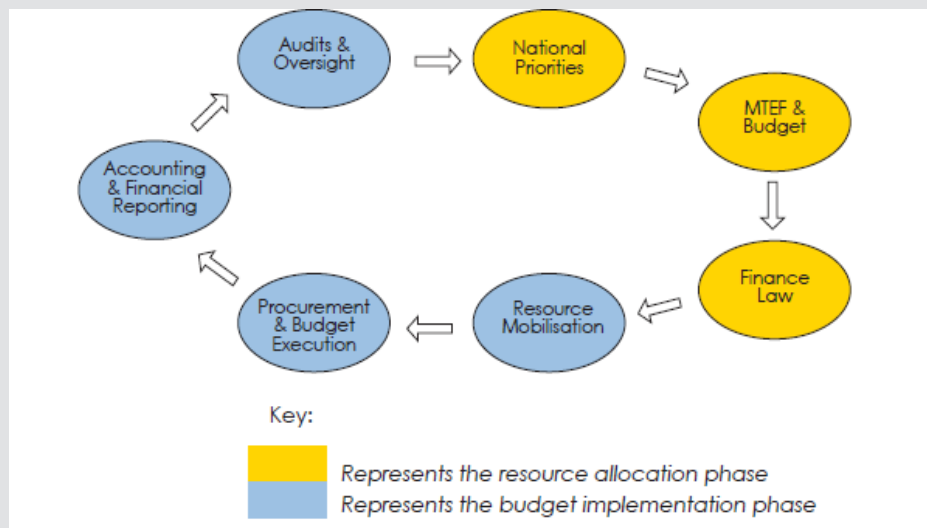 Audits &
Oversight
National
Priorities
MTEF &
Budget
Accounting
& Financial
Reporting
Finance
Law
Procurement
& Budget
Execution
Resource
Mobilisation
Key:
Represents the resource allocation phase
Represents the budget implementation phase